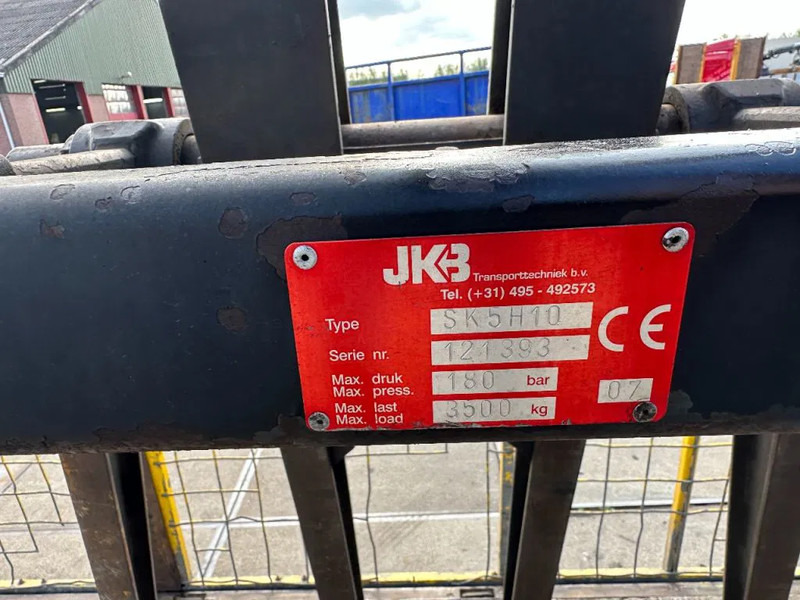 JKB Transporttechniek b.v.
Tel. (+31) 495 - 492573
Type SK5H10
Serie nr. 121393
Max. druk
Max. press. 180 bar
Max. last
Max. load 3500 kg
CE
07